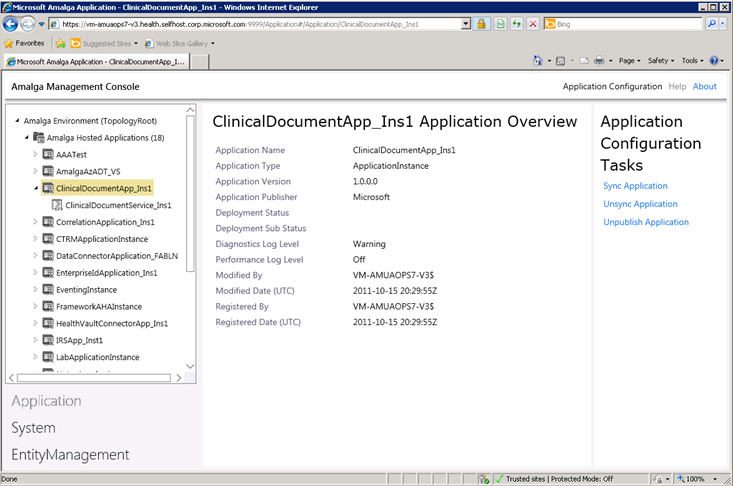 Microsoft Amalga Application - ClinicalDocumentApp_Ins1 - Windows Internet Explorer
https://vm-amuaops7-v3.health.selfhost.corp.microsoft.com:9999/Application#/Application/ClinicalDocumentApp_Ins1
Bing
Favorites Suggested Sites Web Slice Gallery
Microsoft Amalga Application - ClinicalDocumentApp_I...
Page Safety Tools
Amalga Management Console
Application Configuration Help About
Amalga Environment (TopologyRoot)
Amalga Hosted Applications (18)
AAATest
AmalgaAzADT_VS
ClinicalDocumentApp_Ins1
ClinicalDocumentService_Ins1
CorrelationApplication_Ins1
CTRMApplicationInstance
DataConnectorApplication_FABLN
EnterpriseIdApplication_Ins1
EventingInstance
FrameworkAHAInstance
HealthVaultConnectorApp_Ins1
IRSApp_Inst1
LabApplicationInstance
Application
System
EntityManagement
ClinicalDocumentApp_Ins1 Application Overview
Application Name ClinicalDocumentApp_Ins1
Application Type ApplicationInstance
Application Version 1.0.0.0
Application Publisher Microsoft
Deployment Status
Deployment Sub Status
Diagnostics Log Level Warning
Performance Log Level Off
Modified By VM-AMUAOPS7-V3$
Modified Date (UTC) 2011-10-15 20:29:55Z
Registered By VM-AMUAOPS7-V3$
Registered Date (UTC) 2011-10-15 20:29:55Z
Application
Configuration
Tasks
Sync Application
Unsync Application
Unpublish Application
Done
Trusted sites | Protected Mode: Off
100%